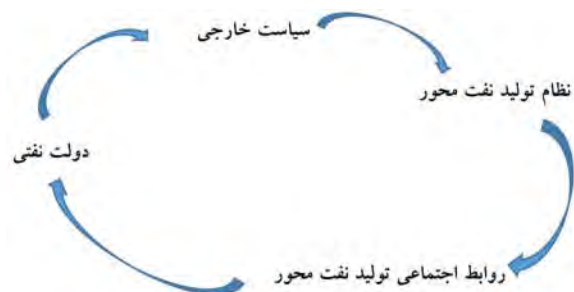 سیاست خارجی
نظام تولید نفت محور
دولت نفتی
روابط اجتماعی تولید نفت محور